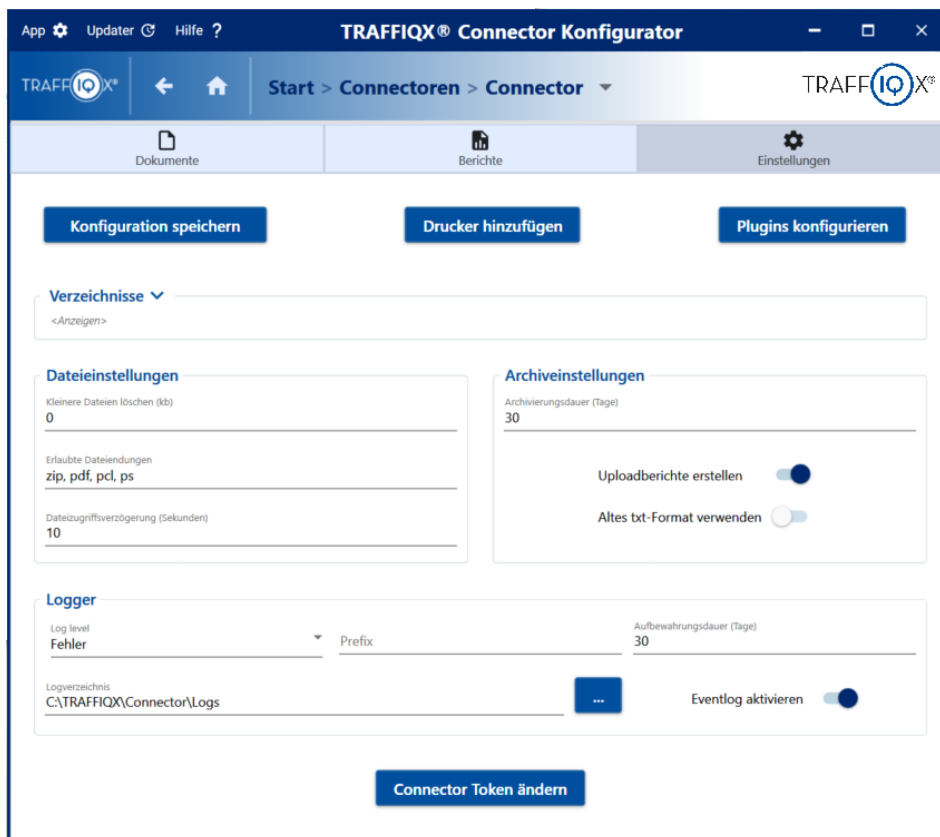 App Updater Hilfe ?
TRAFFIQX® Connector Konfigurator
TRAFFIQX®
Start > Connectoren > Connector
TRAFFIQX®
Dokumente
Berichte
Einstellungen
Konfiguration speichern
Drucker hinzufügen
Plugins konfigurieren
Verzeichnisse
<Anzeigen>
Dateieinstellungen
Kleinere Dateien löschen (kb)
0
Erlaubte Dateiendungen
zip, pdf, pcl, ps
Dateizugriffsverzögerung (Sekunden)
10
Archiveinstellungen
Archivierungsdauer (Tage)
30
Uploadberichte erstellen
Altes txt-Format verwenden
Logger
Log level
Fehler
Prefix
Aufbewahrungsdauer (Tage)
30
Logverzeichnis
C:\TRAFFIQX\Connector\Logs
...
Eventlog aktivieren
Connector Token ändern